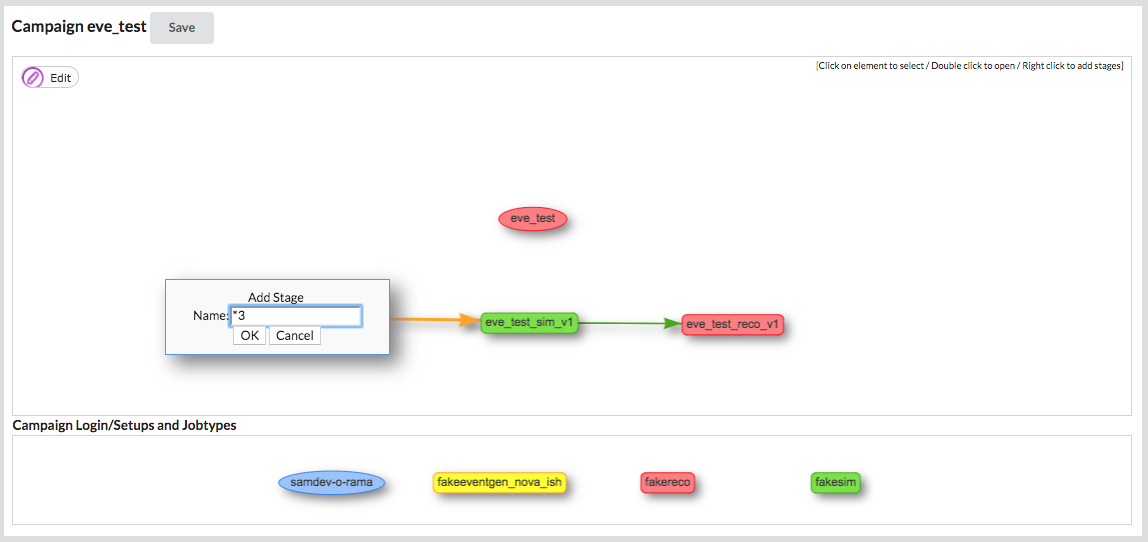 Campaign eve_test Save
[Click on element to select / Double click to open / Right click to add stages]
Edit
eve_test
Add Stage
Name: *3
OK Cancel
eve_test_sim_v1
eve_test_reco_v1
Campaign Login/Setups and Jobtypes
samdev-o-rama
fakeeventgen_nova_ish
fakereco
fakesim